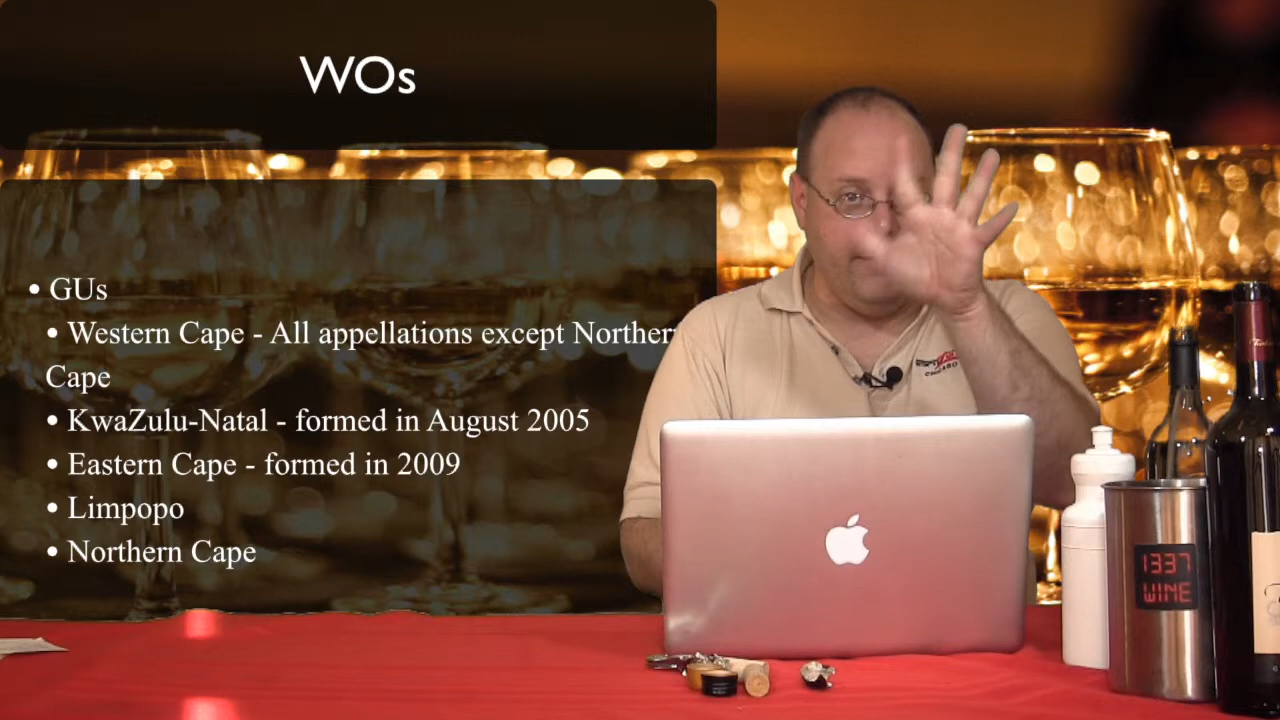 WOs
• GUs
• Western Cape - All appellations except Northern
Cape
• KwaZulu-Natal - formed in August 2005
• Eastern Cape - formed in 2009
• Limpopo
• Northern Cape
CHICAGO
1337
WINE